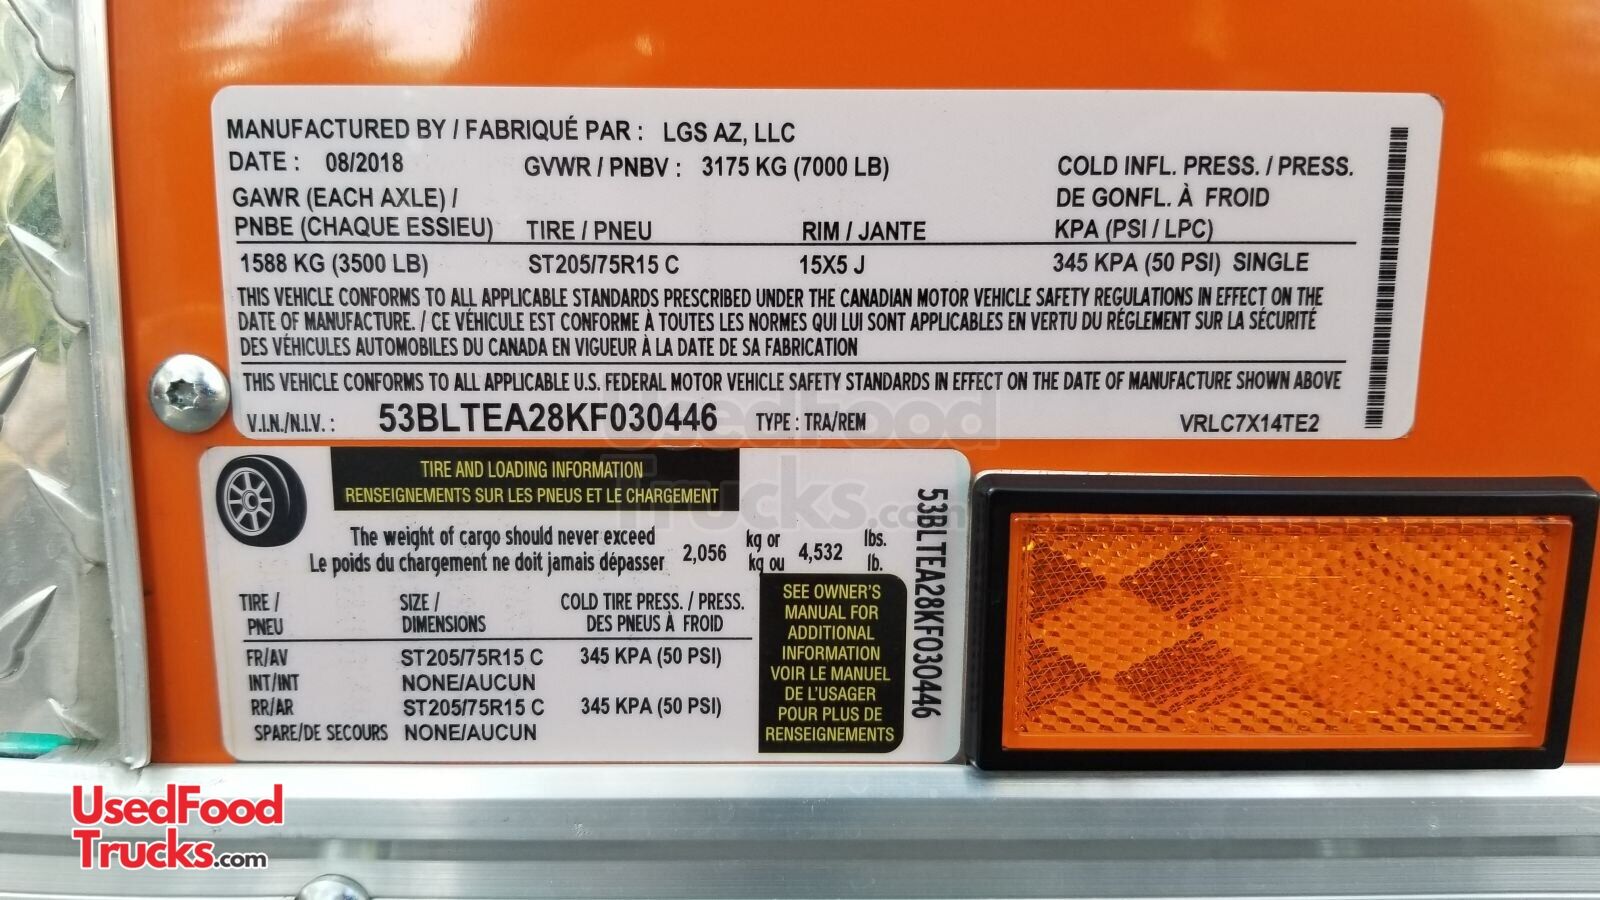 MANUFACTURED BY / FABRIQUÉ PAR : LGS AZ, LLC
DATE : 08/2018 GVWR / PNBV : 3175 KG (7000 LB) COLD INFL. PRESS. / PRESS.
GAWR (EACH AXLE) / DE GONFL. À FROID
PNBE (CHAQUE ESSIEU) TIRE / PNEU RIM / JANTE KPA (PSI / LPC)
1588 KG (3500 LB) ST205/75R15 C 15X5 J 345 KPA (50 PSI) SINGLE
THIS VEHICLE CONFORMS TO ALL APPLICABLE STANDARDS PRESCRIBED UNDER THE CANADIAN MOTOR VEHICLE SAFETY REGULATIONS IN EFFECT ON THE
DATE OF MANUFACTURE. / CE VÉHICULE EST CONFORME À TOUTES LES NORMES QUI LUI SONT APPLICABLES EN VERTU DU RÉGLEMENT SUR LA SÉCURITÉ
DES VÉHICULES AUTOMOBILES DU CANADA EN VIGUEUR À LA DATE DE SA FABRICATION
THIS VEHICLE CONFORMS TO ALL APPLICABLE U.S. FEDERAL MOTOR VEHICLE SAFETY STANDARDS IN EFFECT ON THE DATE OF MANUFACTURE SHOWN ABOVE
V.I.N./N.I.V. : 53BLTEA28KF030446 TYPE : TRA/REM VRLC7X14TE2
TIRE AND LOADING INFORMATION
RENSEIGNEMENTS SUR LES PNEUS ET LE CHARGEMENT
The weight of cargo should never exceed kg or lbs.
Le poids du chargement ne doit jamais dépasser 2,056 kg ou 4,532 lb.
TIRE / SIZE / COLD TIRE PRESS. / PRESS.
PNEU DIMENSIONS DES PNEUS À FROID
FR/AV ST205/75R15 C 345 KPA (50 PSI)
INT/INT NONE/AUCUN
RR/AR ST205/75R15 C 345 KPA (50 PSI)
SPARE/DE SECOURS NONE/AUCUN
SEE OWNER'S
MANUAL FOR
ADDITIONAL
INFORMATION
VOIR LE MANUEL
DE L'USAGER
POUR PLUS DE
RENSEIGNEMENTS
53BLTEA28KF030446
UsedFood
Trucks.com
UsedFood
Trucks.com